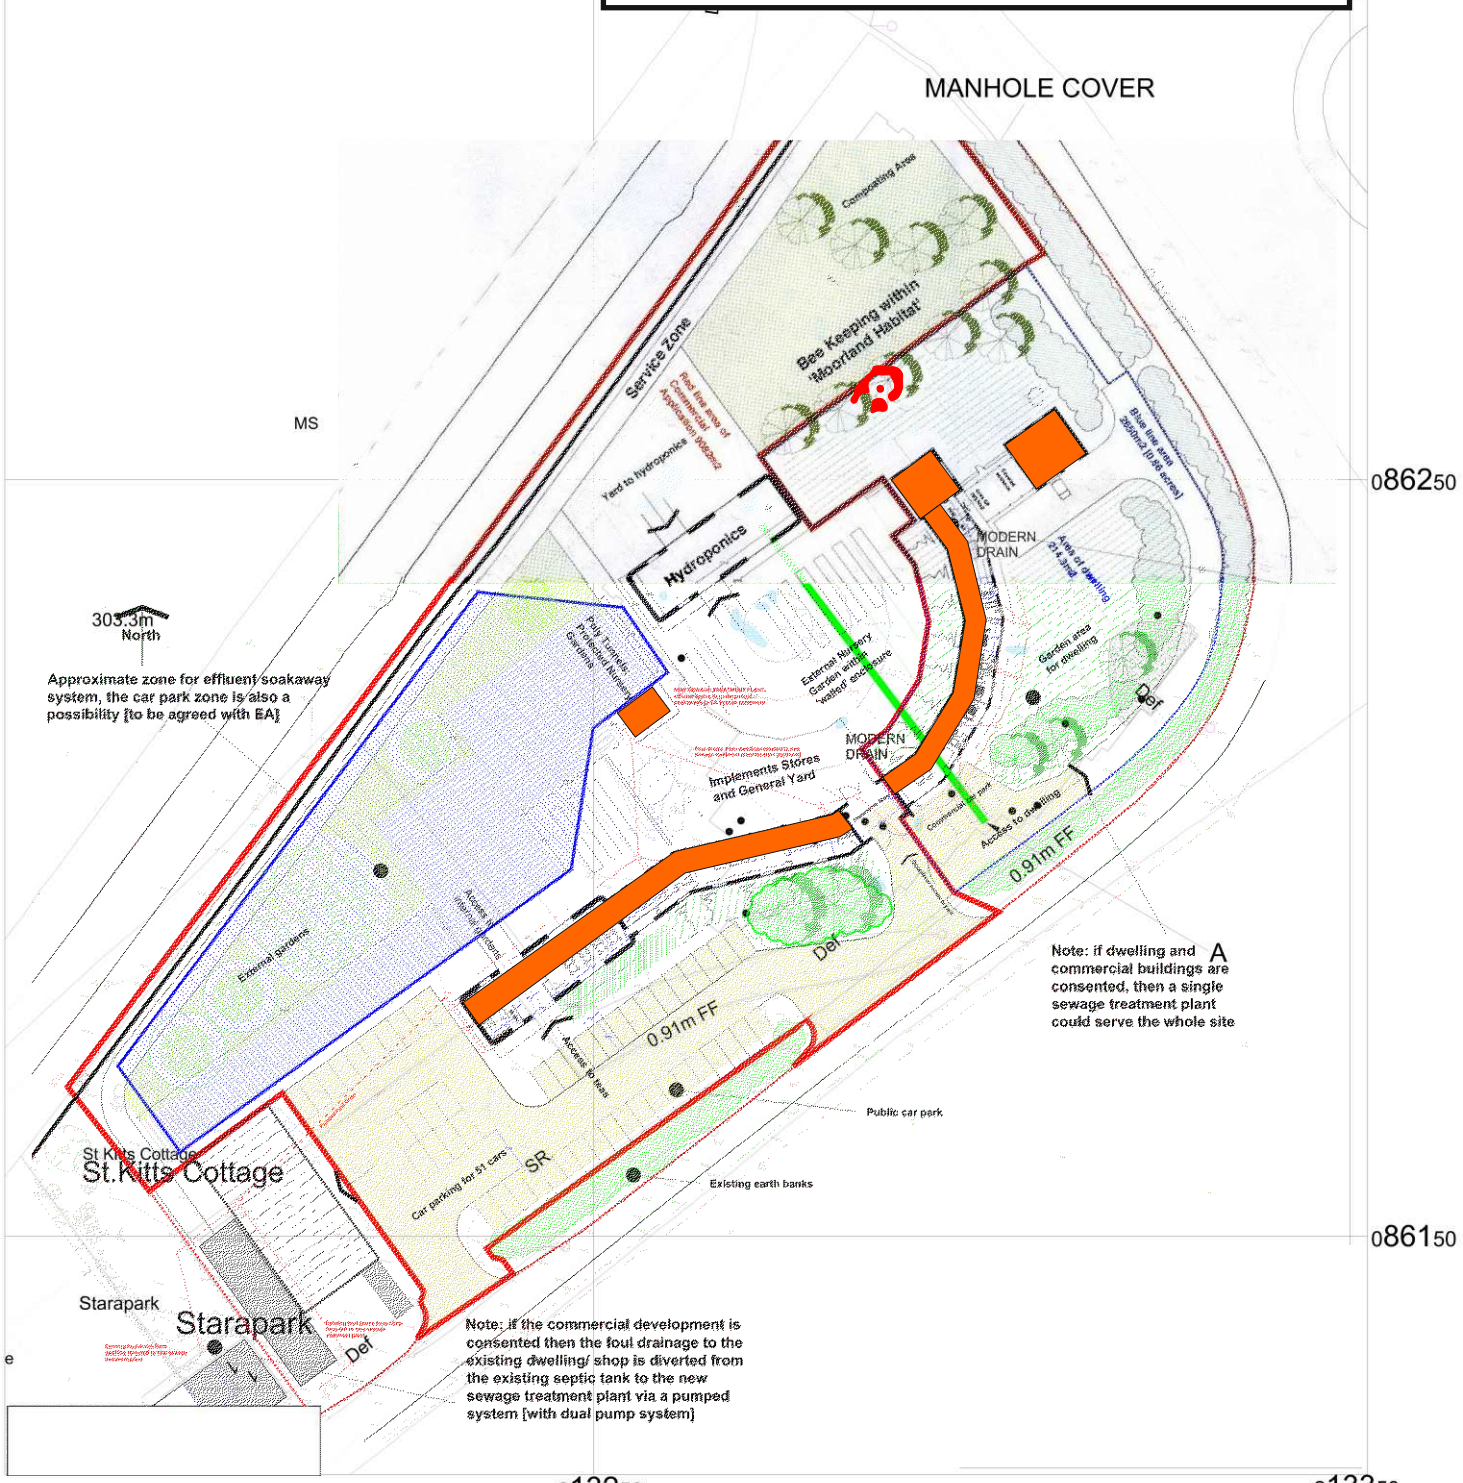 MANHOLE COVER
Composting Area
Bee Keeping within
'Moorland Habitat'
Service Zone
Red line area of
Commercial
Application 9082m2
MS
Yard to hydroponics
Blue line area
2650m2 [0.66 acres]
08625₀
Hydroponics
MODERN
DRAIN
Area of dwelling
214.3m2
303.3m
North
Poly Tunnels:
Protected Nursery
Gardens
External Nursery
Garden within
'walled' enclosure
Garden area
for dwelling
Approximate zone for effluent soakaway
system, the car park zone is also a
possibility [to be agreed with EA]
Def
MODERN
DRAIN
Implements Stores
and General Yard
Commercial car park
Access to dwelling
0.91m FF
External gardens
Def
Note: if dwelling and
commercial buildings are
consented, then a single
sewage treatment plant
could serve the whole site
A
0.91m FF
Access to teas
Public car park
St Kitts Cottage
St.Kitts Cottage
SR
Car parking for 51 cars
Existing earth banks
08615₀
Starapark
Starapark
Def
Note: if the commercial development is
consented then the foul drainage to the
existing dwelling/ shop is diverted from
the existing septic tank to the new
sewage treatment plant via a pumped
system [with dual pump system]
e